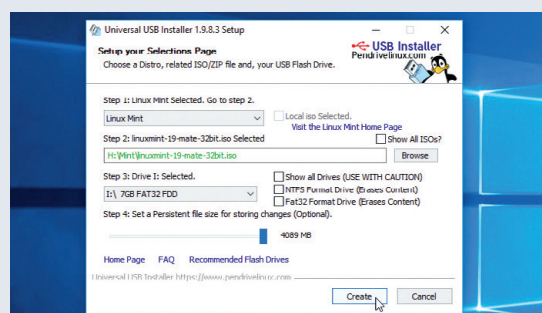 Universal USB Installer 1.9.8.3 Setup
Setup your Selections Page
Choose a Distro, related ISO/ZIP file and, your USB Flash Drive.
USB Installer
Pendrivelinux.com
Step 1: Linux Mint Selected. Go to step 2.
Linux Mint
Local iso Selected.
Visit the Linux Mint Home Page
Step 2: linuxmint-19-mate-32bit.iso Selected
Show All ISOs?
H:\Mint\linuxmint-19-mate-32bit.iso
Browse
Step 3: Drive I: Selected.
Show all Drives (USE WITH CAUTION)
I:\ 7GB FAT32 FDD
NTFS Format Drive (Erases Content)
Fat32 Format Drive (Erases Content)
Step 4: Set a Persistent file size for storing changes (Optional).
4089 MB
Home Page FAQ Recommended Flash Drives
Universal USB Installer https://www.pendrivelinux.com
Create Cancel